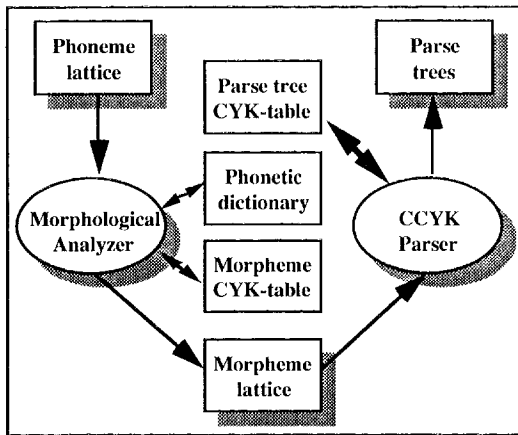 Phoneme
lattice
Parse
trees
Parse tree
CYK-table
Phonetic
dictionary
Morphological
Analyzer
CCYK
Parser
Morpheme
CYK-table
Morpheme
lattice